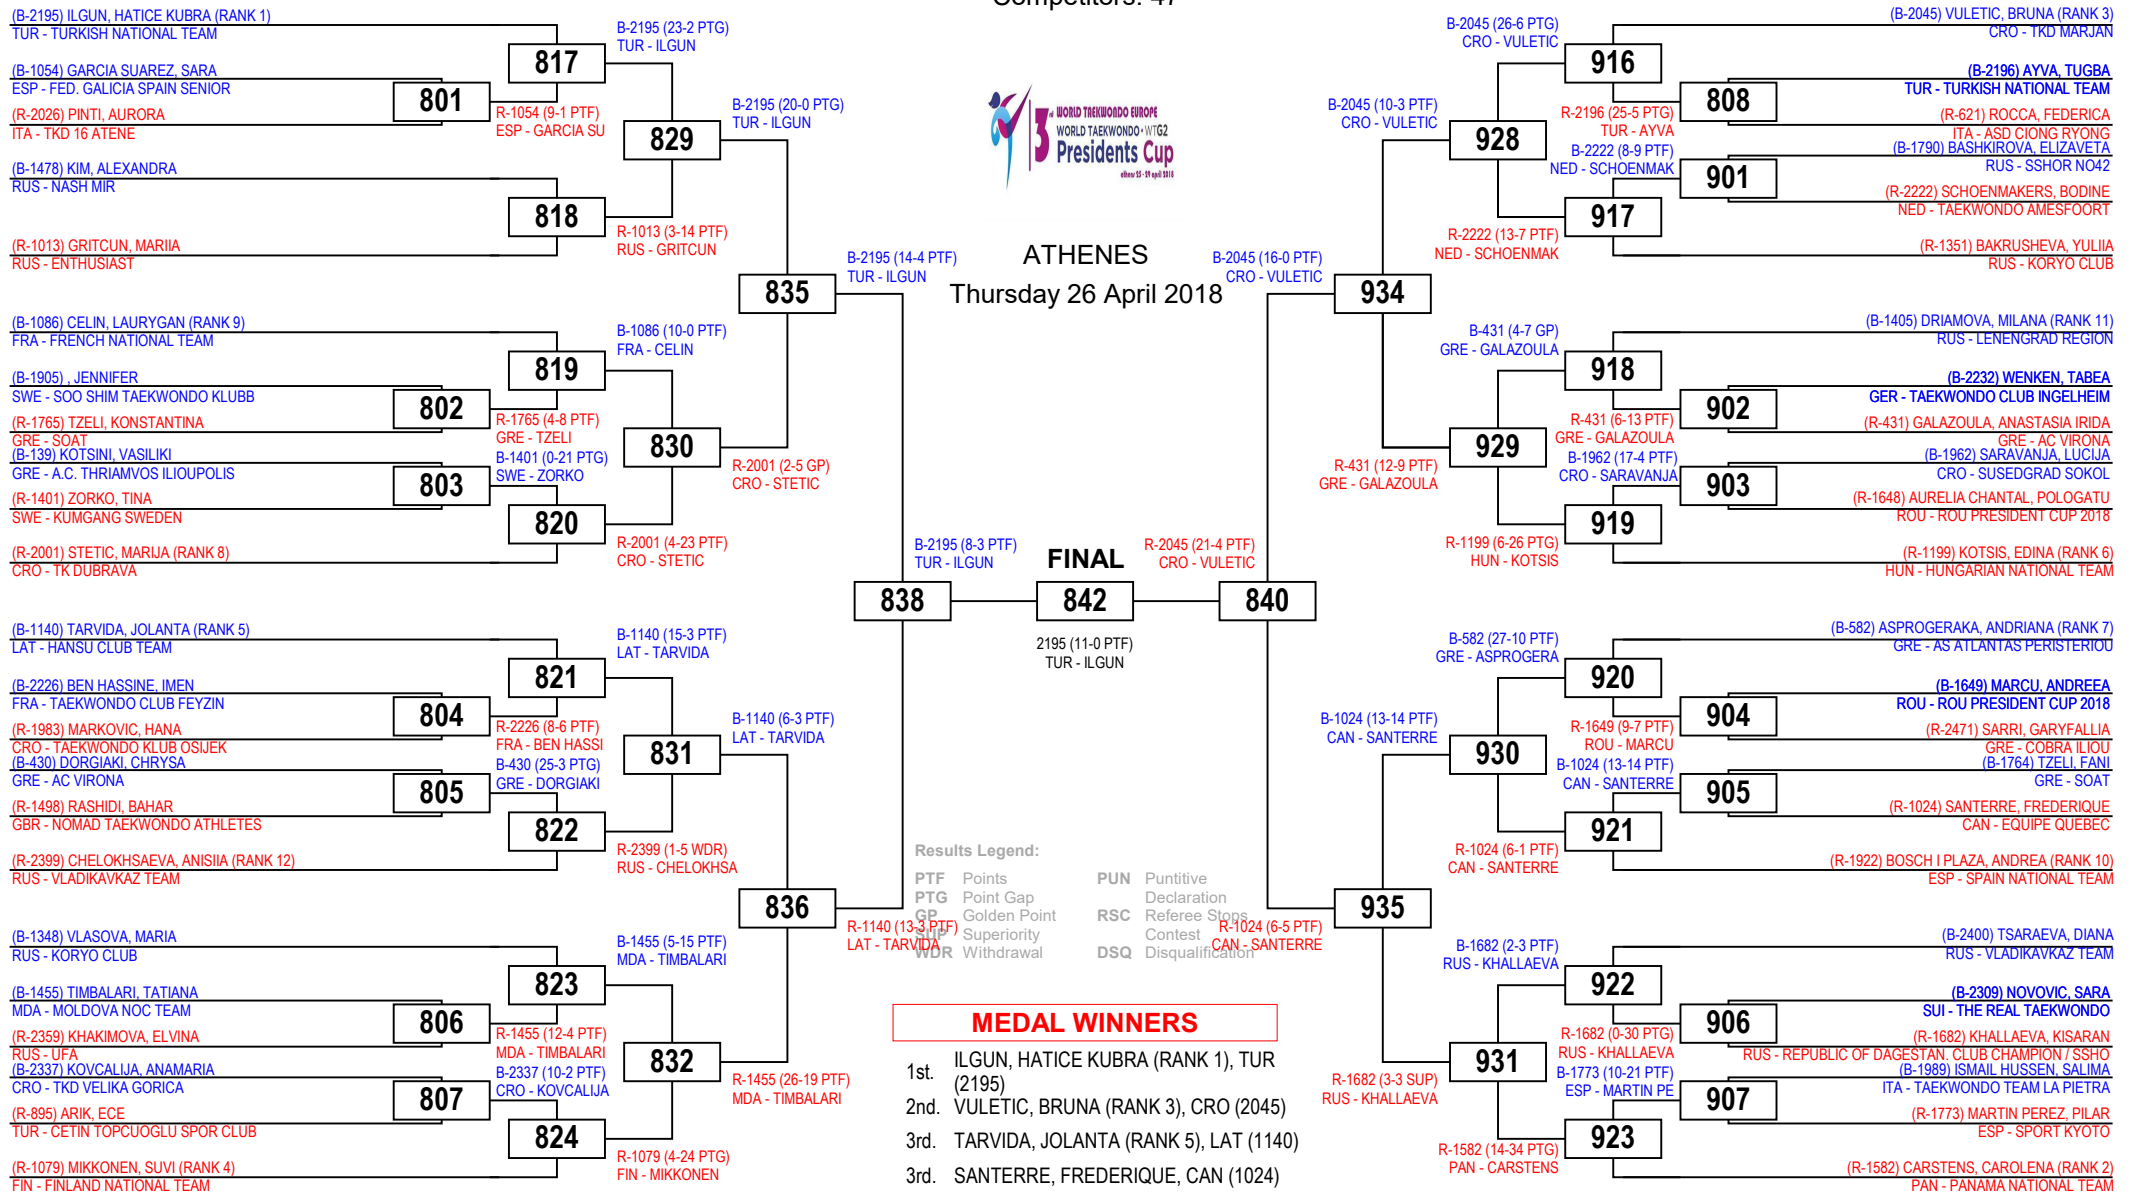 Competitors: 47
(B-2195) ILGUN, HATICE KUBRA (RANK 1)
TUR - TURKISH NATIONAL TEAM
(B-1054) GARCIA SUAREZ, SARA
ESP - FED. GALICIA SPAIN SENIOR
(R-2026) PINTI, AURORA
ITA - TKD 16 ATENE
(B-1478) KIM, ALEXANDRA
RUS - NASH MIR
(R-1013) GRITCUN, MARIIA
RUS - ENTHUSIAST
(B-1086) CELIN, LAURYGAN (RANK 9)
FRA - FRENCH NATIONAL TEAM
(B-1905) , JENNIFER
SWE - SOO SHIM TAEKWONDO KLUBB
(R-1765) TZELI, KONSTANTINA
GRE - SOAT
(B-139) KOTSINI, VASILIKI
GRE - A.C. THRIAMVOS ILIOUPOLIS
(R-1401) ZORKO, TINA
SWE - KUMGANG SWEDEN
(R-2001) STETIC, MARIJA (RANK 8)
CRO - TK DUBRAVA
(B-1140) TARVIDA, JOLANTA (RANK 5)
LAT - HANSU CLUB TEAM
(B-2226) BEN HASSINE, IMEN
FRA - TAEKWONDO CLUB FEYZIN
(R-1983) MARKOVIC, HANA
CRO - TAEKWONDO KLUB OSIJEK
(B-430) DORGIAKI, CHRYSA
GRE - AC VIRONA
(R-1498) RASHIDI, BAHAR
GBR - NOMAD TAEKWONDO ATHLETES
(R-2399) CHELOKHSAEVA, ANISIIA (RANK 12)
RUS - VLADIKAVKAZ TEAM
(B-1348) VLASOVA, MARIA
RUS - KORYO CLUB
(B-1455) TIMBALARI, TATIANA
MDA - MOLDOVA NOC TEAM
(R-2359) KHAKIMOVA, ELVINA
RUS - UFA
(B-2337) KOVCALIJA, ANAMARIA
CRO - TKD VELIKA GORICA
(R-895) ARIK, ECE
TUR - CETIN TOPCUOGLU SPOR CLUB
(R-1079) MIKKONEN, SUVI (RANK 4)
FIN - FINLAND NATIONAL TEAM
801
802
803
804
805
806
807
R-1054 (9-1 PTF)
ESP - GARCIA SU
R-1765 (4-8 PTF)
GRE - TZELI
B-1401 (0-21 PTG)
SWE - ZORKO
R-2226 (8-6 PTF)
FRA - BEN HASSI
B-430 (25-3 PTG)
GRE - DORGIAKI
R-1455 (12-4 PTF)
MDA - TIMBALARI
B-2337 (10-2 PTF)
CRO - KOVCALIJA
817
818
819
820
821
822
823
824
B-2195 (23-2 PTG)
TUR - ILGUN
R-1013 (3-14 PTF)
RUS - GRITCUN
B-1086 (10-0 PTF)
FRA - CELIN
R-2001 (4-23 PTF)
CRO - STETIC
B-1140 (15-3 PTF)
LAT - TARVIDA
R-2399 (1-5 WDR)
RUS - CHELOKHSA
B-1455 (5-15 PTF)
MDA - TIMBALARI
R-1079 (4-24 PTG)
FIN - MIKKONEN
829
830
831
832
B-2195 (20-0 PTG)
TUR - ILGUN
R-2001 (2-5 GP)
CRO - STETIC
B-1140 (6-3 PTF)
LAT - TARVIDA
R-1455 (26-19 PTF)
MDA - TIMBALARI
835
836
B-2195 (14-4 PTF)
TUR - ILGUN
R-1140 (13-3 PTF)
LAT - TARVIDA
838
B-2195 (8-3 PTF)
TUR - ILGUN
3rd WORLD TAEKWONDO EUROPE
WORLD TAEKWONDO • WTG2
Presidents Cup
athens 25 - 29 april 2018
ATHENES
Thursday 26 April 2018
FINAL
842
2195 (11-0 PTF)
TUR - ILGUN
R-2045 (21-4 PTF)
CRO - VULETIC
840
B-2045 (16-0 PTF)
CRO - VULETIC
R-1024 (6-5 PTF)
CAN - SANTERRE
934
935
B-2045 (10-3 PTF)
CRO - VULETIC
R-431 (12-9 PTF)
GRE - GALAZOULA
B-1024 (13-14 PTF)
CAN - SANTERRE
R-1682 (3-3 SUP)
RUS - KHALLAEVA
928
929
930
931
B-2045 (26-6 PTG)
CRO - VULETIC
R-2222 (13-7 PTF)
NED - SCHOENMAK
B-431 (4-7 GP)
GRE - GALAZOULA
R-1199 (6-26 PTG)
HUN - KOTSIS
B-582 (27-10 PTF)
GRE - ASPROGERA
R-1024 (6-1 PTF)
CAN - SANTERRE
B-1682 (2-3 PTF)
RUS - KHALLAEVA
R-1582 (14-34 PTG)
PAN - CARSTENS
916
917
918
919
920
921
922
923
R-2196 (25-5 PTG)
TUR - AYVA
B-2222 (8-9 PTF)
NED - SCHOENMAK
R-431 (6-13 PTF)
GRE - GALAZOULA
B-1962 (17-4 PTF)
CRO - SARAVANJA
R-1649 (9-7 PTF)
ROU - MARCU
B-1024 (13-14 PTF)
CAN - SANTERRE
R-1682 (0-30 PTG)
RUS - KHALLAEVA
B-1773 (10-21 PTF)
ESP - MARTIN PE
808
901
902
903
904
905
906
907
(B-2045) VULETIC, BRUNA (RANK 3)
CRO - TKD MARJAN
(B-2196) AYVA, TUGBA
TUR - TURKISH NATIONAL TEAM
(R-621) ROCCA, FEDERICA
ITA - ASD CIONG RYONG
(B-1790) BASHKIROVA, ELIZAVETA
RUS - SSHOR NO42
(R-2222) SCHOENMAKERS, BODINE
NED - TAEKWONDO AMESFOORT
(R-1351) BAKRUSHEVA, YULIIA
RUS - KORYO CLUB
(B-1405) DRIAMOVA, MILANA (RANK 11)
RUS - LENENGRAD REGION
(B-2232) WENKEN, TABEA
GER - TAEKWONDO CLUB INGELHEIM
(R-431) GALAZOULA, ANASTASIA IRIDA
GRE - AC VIRONA
(B-1962) SARAVANJA, LUCIJA
CRO - SUSEDGRAD SOKOL
(R-1648) AURELIA CHANTAL, POLOGATU
ROU - ROU PRESIDENT CUP 2018
(R-1199) KOTSIS, EDINA (RANK 6)
HUN - HUNGARIAN NATIONAL TEAM
(B-582) ASPROGERAKA, ANDRIANA (RANK 7)
GRE - AS ATLANTAS PERISTERIOU
(B-1649) MARCU, ANDREEA
ROU - ROU PRESIDENT CUP 2018
(R-2471) SARRI, GARYFALLIA
GRE - COBRA ILIOU
(B-1764) TZELI, FANI
GRE - SOAT
(R-1024) SANTERRE, FREDERIQUE
CAN - EQUIPE QUEBEC
(R-1922) BOSCH I PLAZA, ANDREA (RANK 10)
ESP - SPAIN NATIONAL TEAM
(B-2400) TSARAEVA, DIANA
RUS - VLADIKAVKAZ TEAM
(B-2309) NOVOVIC, SARA
SUI - THE REAL TAEKWONDO
(R-1682) KHALLAEVA, KISARAN
RUS - REPUBLIC OF DAGESTAN. CLUB CHAMPION / SSHO
(B-1989) ISMAIL HUSSEN, SALIMA
ITA - TAEKWONDO TEAM LA PIETRA
(R-1773) MARTIN PEREZ, PILAR
ESP - SPORT KYOTO
(R-1582) CARSTENS, CAROLENA (RANK 2)
PAN - PANAMA NATIONAL TEAM
Results Legend:
PTF Points
PTG Point Gap
GP Golden Point
SUP Superiority
WDR Withdrawal
PUN Puntitive
Declaration
RSC Referee Stops
Contest
DSQ Disqualification
MEDAL WINNERS
1st. ILGUN, HATICE KUBRA (RANK 1), TUR
(2195)
2nd. VULETIC, BRUNA (RANK 3), CRO (2045)
3rd. TARVIDA, JOLANTA (RANK 5), LAT (1140)
3rd. SANTERRE, FREDERIQUE, CAN (1024)